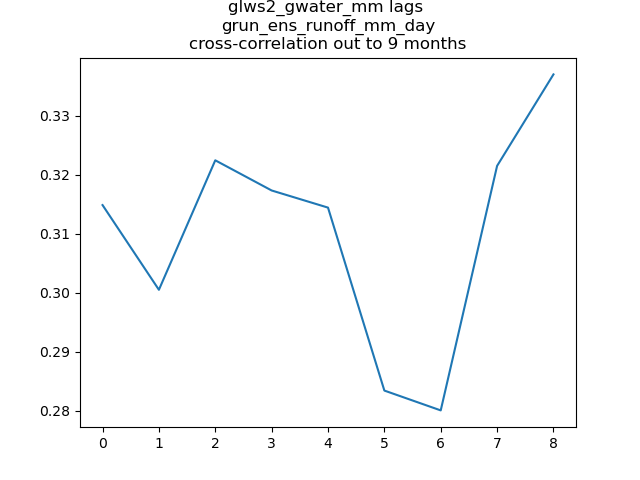 glws2_gwater_mm lags
grun_ens_runoff_mm_day
cross-correlation out to 9 months
0.33
0.32
0.31
0.30
0.29
0.28
0 1 2 3 4 5 6 7 8